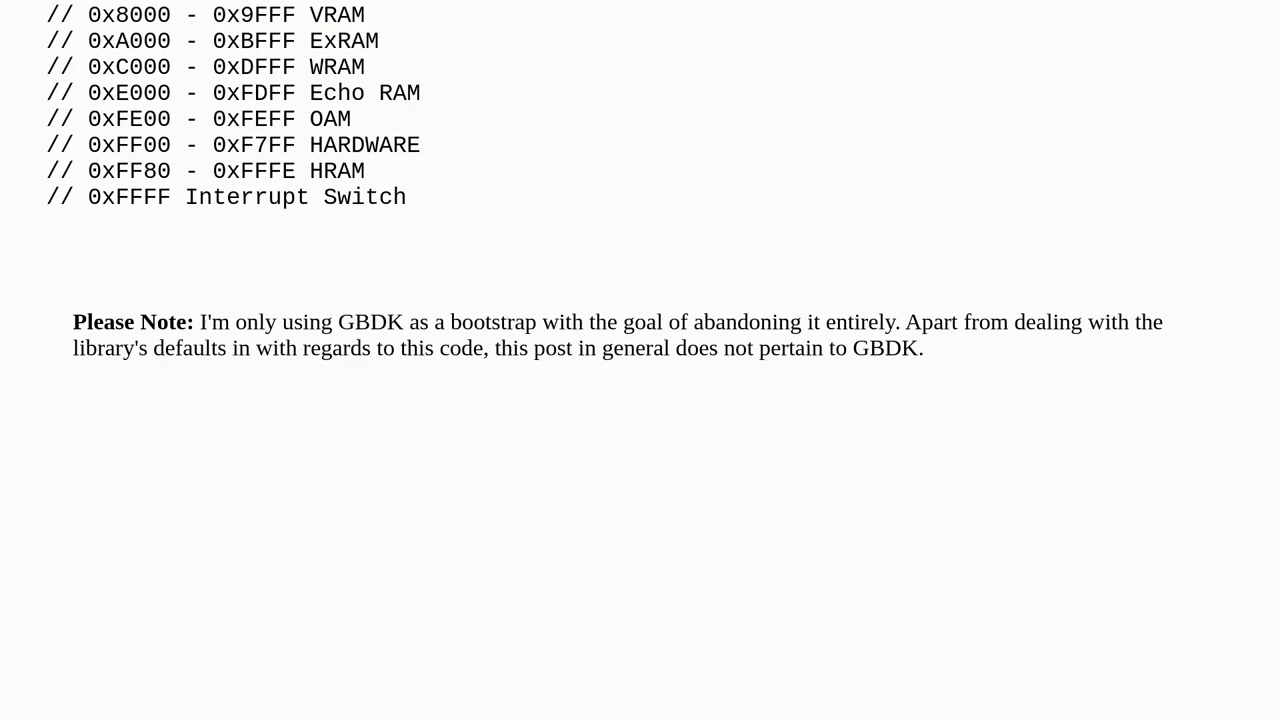 // 0x8000 - 0x9FFF VRAM
// 0xA000 - 0xBFFF ExRAM
// 0xC000 - 0xDFFF WRAM
// 0xE000 - 0xFDFF Echo RAM
// 0xFE00 - 0xFEFF OAM
// 0xFF00 - 0xF7FF HARDWARE
// 0xFF80 - 0xFFFE HRAM
// 0xFFFF Interrupt Switch
Please Note: I'm only using GBDK as a bootstrap with the goal of abandoning it entirely. Apart from dealing with the
library's defaults in with regards to this code, this post in general does not pertain to GBDK.